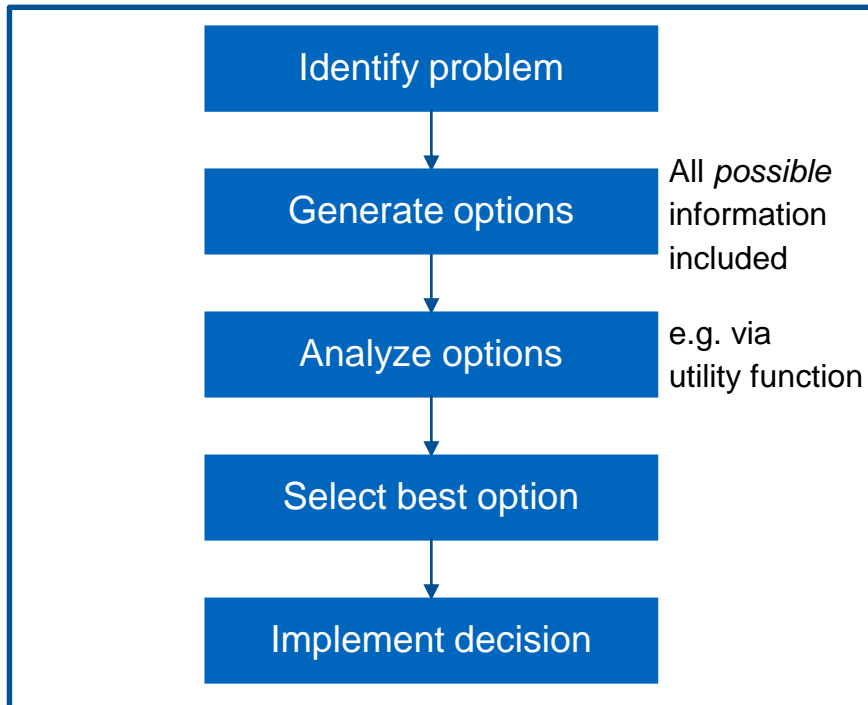 Identify problem
Generate options
All possible
information
included
Analyze options
e.g. via
utility function
Select best option
Implement decision